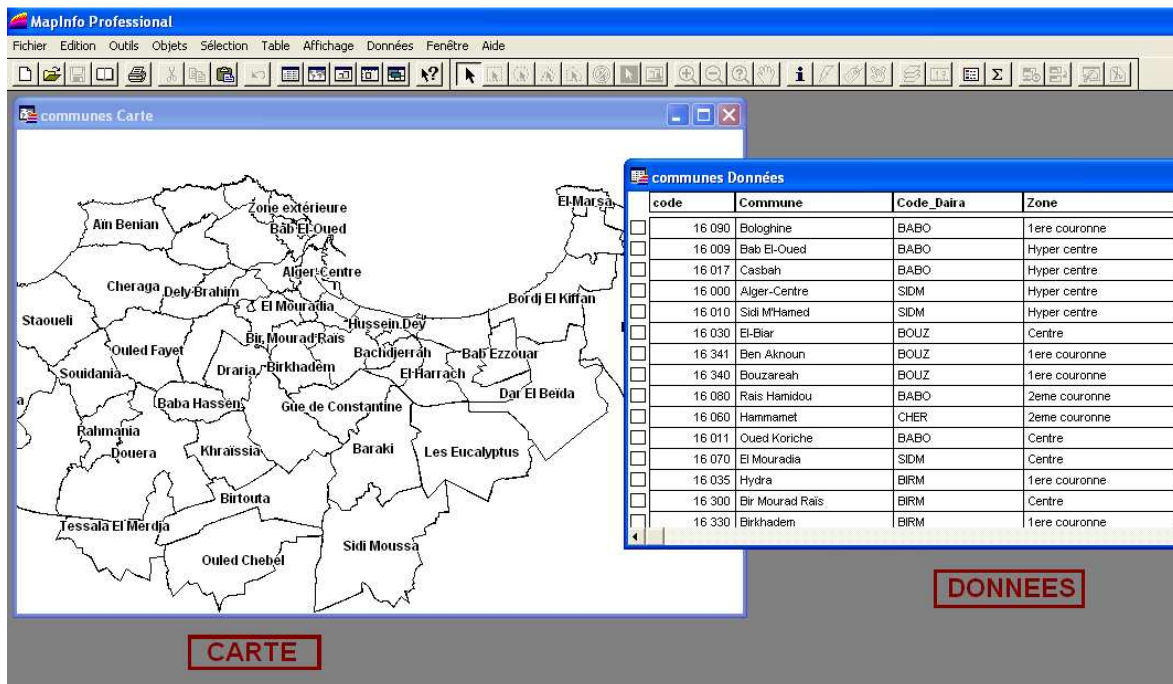 MapInfo Professional
Fichier Edition Outils Objets Sélection Table Affichage Données Fenêtre Aide
communes Carte
Zone extérieure
El Marsa
Aïn Benian
Bab El-Oued
Alger-Centre
Cheraga
Dely Brahim
Bordj El Kiffan
El Mouradia
Staoueli
Hussein Dey
Bir Mourad Raïs
Ouled Fayet
Bachdjerrah
Bab Ezzouar
Souidania
Draria
Birkhadem
El Harrach
Dar El Beïda
Baba Hassen
Gue de Constantine
Rahmania
Douera
Khraïssia
Baraki
Les Eucalyptus
Birtouta
Tessala El Merdja
Sidi Moussa
Ouled Chebel
communes Données
code Commune Code_Daira Zone
16 090 Bologhine BABO 1ere couronne
16 009 Bab El-Oued BABO Hyper centre
16 017 Casbah BABO Hyper centre
16 000 Alger-Centre SIDM Hyper centre
16 010 Sidi M'Hamed SIDM Hyper centre
16 030 El-Biar BOUZ Centre
16 341 Ben Aknoun BOUZ 1ere couronne
16 340 Bouzareah BOUZ 1ere couronne
16 080 Rais Hamidou BABO 2eme couronne
16 060 Hammamet CHER 2eme couronne
16 011 Oued Koriche BABO Centre
16 070 El Mouradia SIDM Centre
16 035 Hydra BIRM 1ere couronne
16 300 Bir Mourad Raïs BIRM Centre
16 330 Birkhadem BIRM 1ere couronne
DONNEES
CARTE